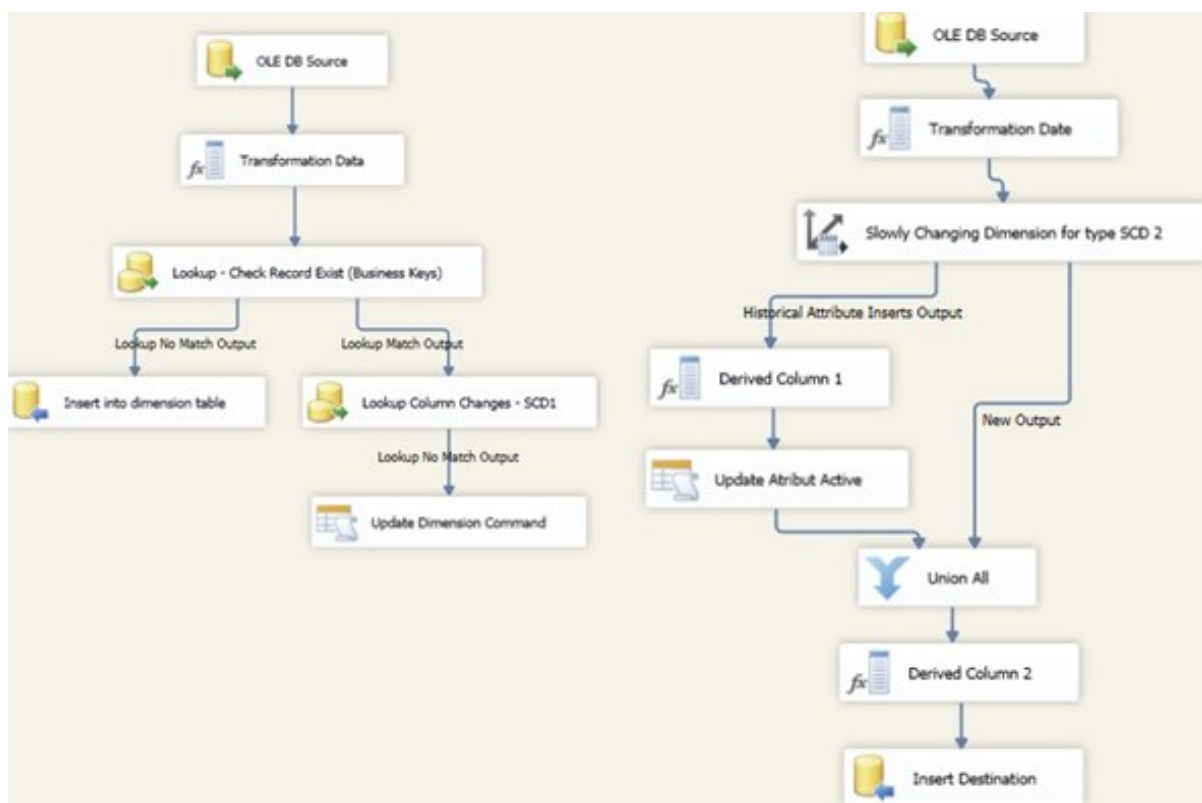 OLE DB Source
Transformation Data
Lookup - Check Record Exist (Business Keys)
Lookup No Match Output
Lookup Match Output
Insert into dimension table
Lookup Column Changes - SCD1
Lookup No Match Output
Update Dimension Command
OLE DB Source
Transformation Date
Slowly Changing Dimension for type SCD 2
Historical Attribute Inserts Output
Derived Column 1
New Output
Update Atribut Active
Union All
Derived Column 2
Insert Destination